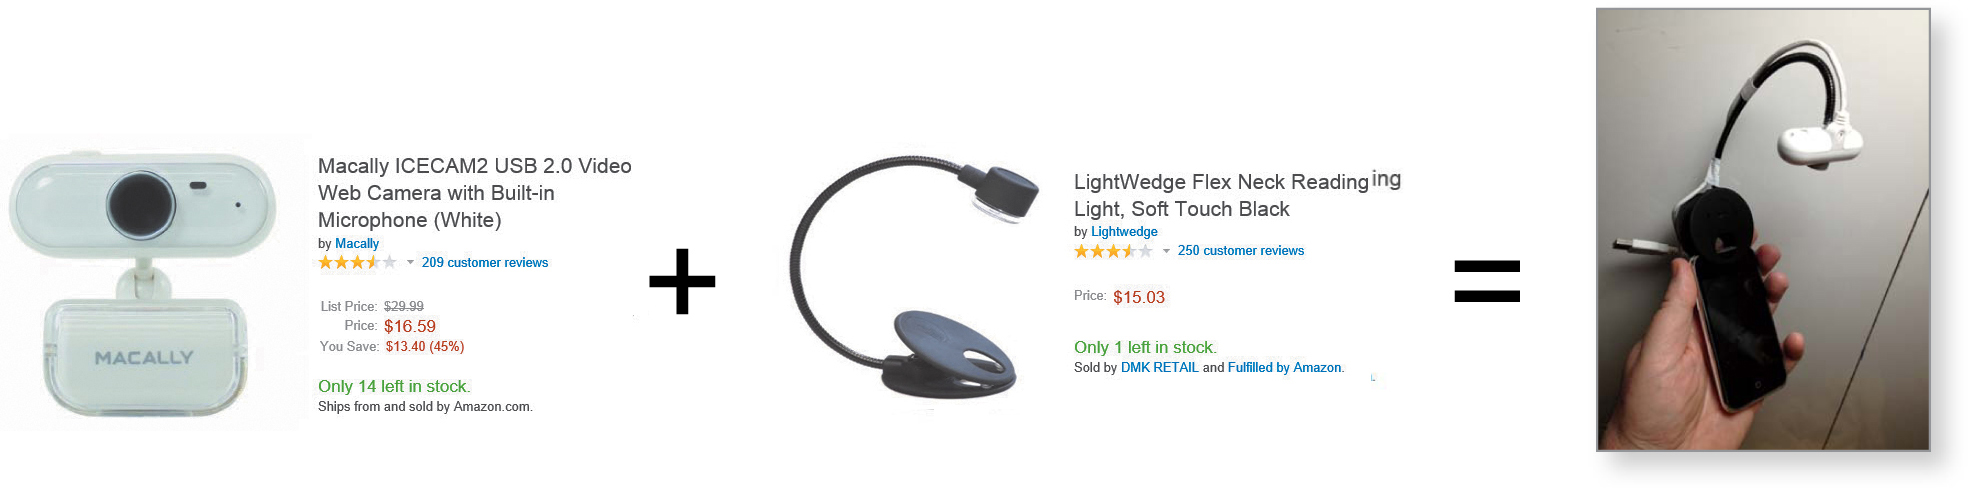 MACALLY
Macally ICECAM2 USB 2.0 Video
Web Camera with Built-in
Microphone (White)
by Macally
209 customer reviews
List Price: $29.99
Price: $16.59
You Save: $13.40 (45%)
Only 14 left in stock.
Ships from and sold by Amazon.com.
+
LightWedge Flex Neck Reading ing
Light, Soft Touch Black
by Lightwedge
250 customer reviews
Price: $15.03
Only 1 left in stock.
Sold by DMK RETAIL and Fulfilled by Amazon.
=